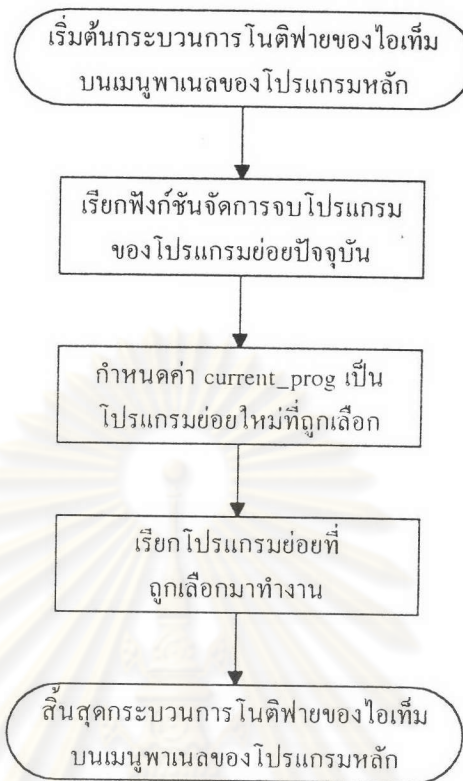 เริ่มต้นกระบวนการโนติฟายของไอเท็ม
บนเมนูพาเนลของโปรแกรมหลัก
เรียกฟังก์ชันจัดการจบโปรแกรม
ของโปรแกรมย่อยปัจจุบัน
กำหนดค่า current_prog เป็น
โปรแกรมย่อยใหม่ที่ถูกเลือก
เรียกโปรแกรมย่อยที่
ถูกเลือกมาทำงาน
สิ้นสุดกระบวนการโนติฟายของไอเท็ม
บนเมนูพาเนลของโปรแกรมหลัก